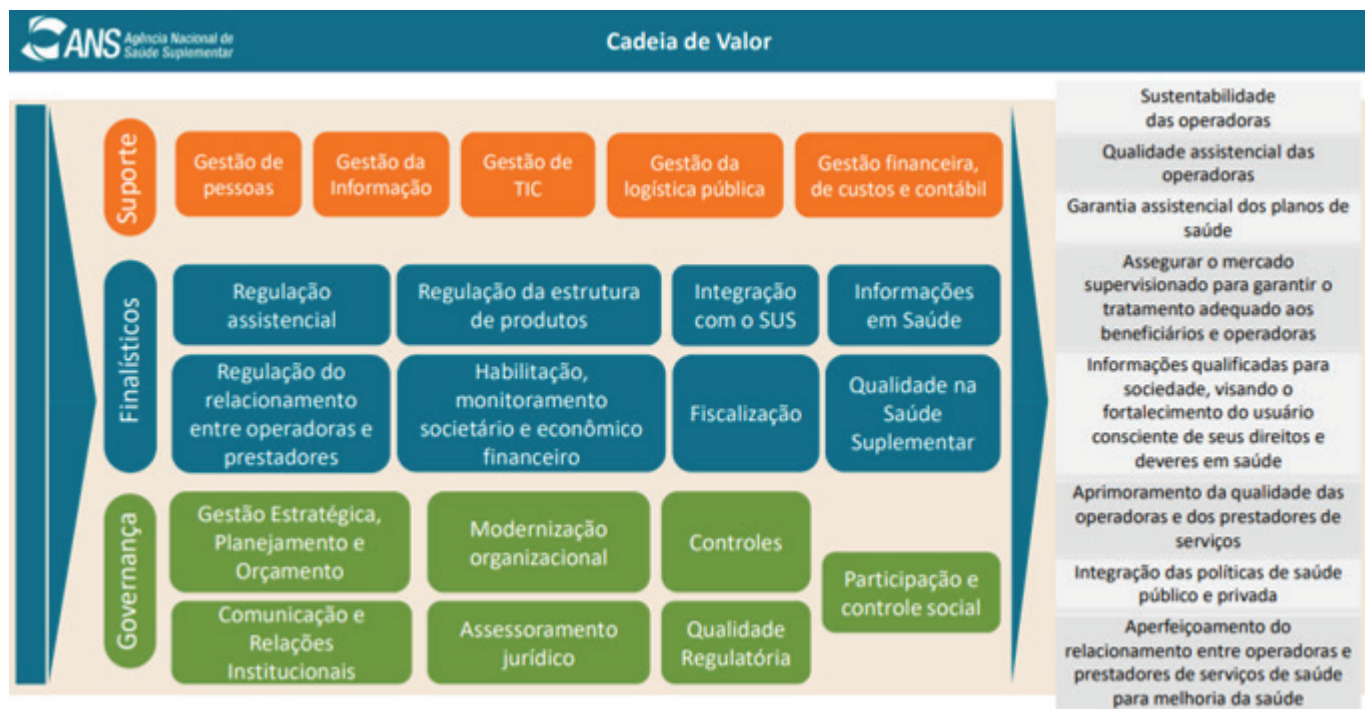 ANS Agência Nacional de
Saúde Suplementar
Cadeia de Valor
Suporte
Gestão de
pessoas
Gestão da
Informação
Gestão de
TIC
Gestão da
logística pública
Gestão financeira,
de custos e contábil
Finalísticos
Regulação
assistencial
Regulação da estrutura
de produtos
Integração
com o SUS
Informações
em Saúde
Regulação do
relacionamento
entre operadoras e
prestadores
Habilitação,
monitoramento
societário e econômico
financeiro
Fiscalização
Qualidade na
Saúde
Suplementar
Governança
Gestão Estratégica,
Planejamento e
Orçamento
Modernização
organizacional
Controles
Participação e
controle social
Comunicação e
Relações
Institucionais
Assessoramento
jurídico
Qualidade
Regulatória
Sustentabilidade
das operadoras
Qualidade assistencial das
operadoras
Garantia assistencial dos planos de
saúde
Assegurar o mercado
supervisionado para garantir o
tratamento adequado aos
beneficiários e operadoras
Informações qualificadas para
sociedade, visando o
fortalecimento do usuário
consciente de seus direitos e
deveres em saúde
Aprimoramento da qualidade das
operadoras e dos prestadores de
serviços
Integração das políticas de saúde
público e privada
Aperfeiçoamento do
relacionamento entre operadoras e
prestadores de serviços de saúde
para melhoria da saúde